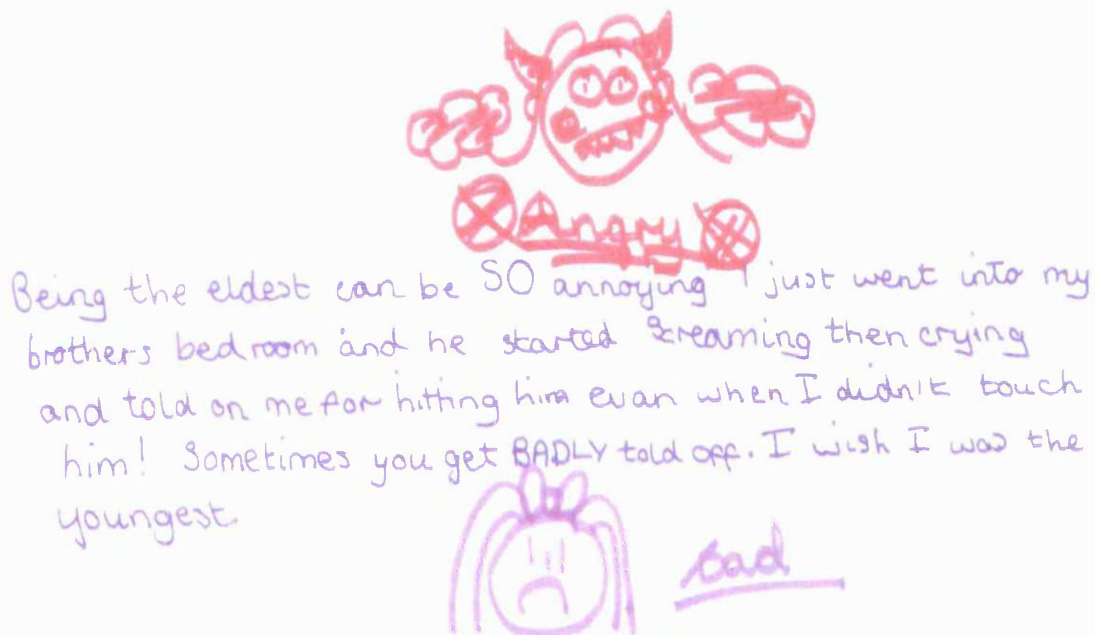 Angry
Being the eldest can be SO annoying I just went into my
brothers bedroom and he started screaming then crying
and told on me for hitting him evan when I didn't touch
him! Sometimes you get BADLY told off. I wish I was the
youngest.
sad